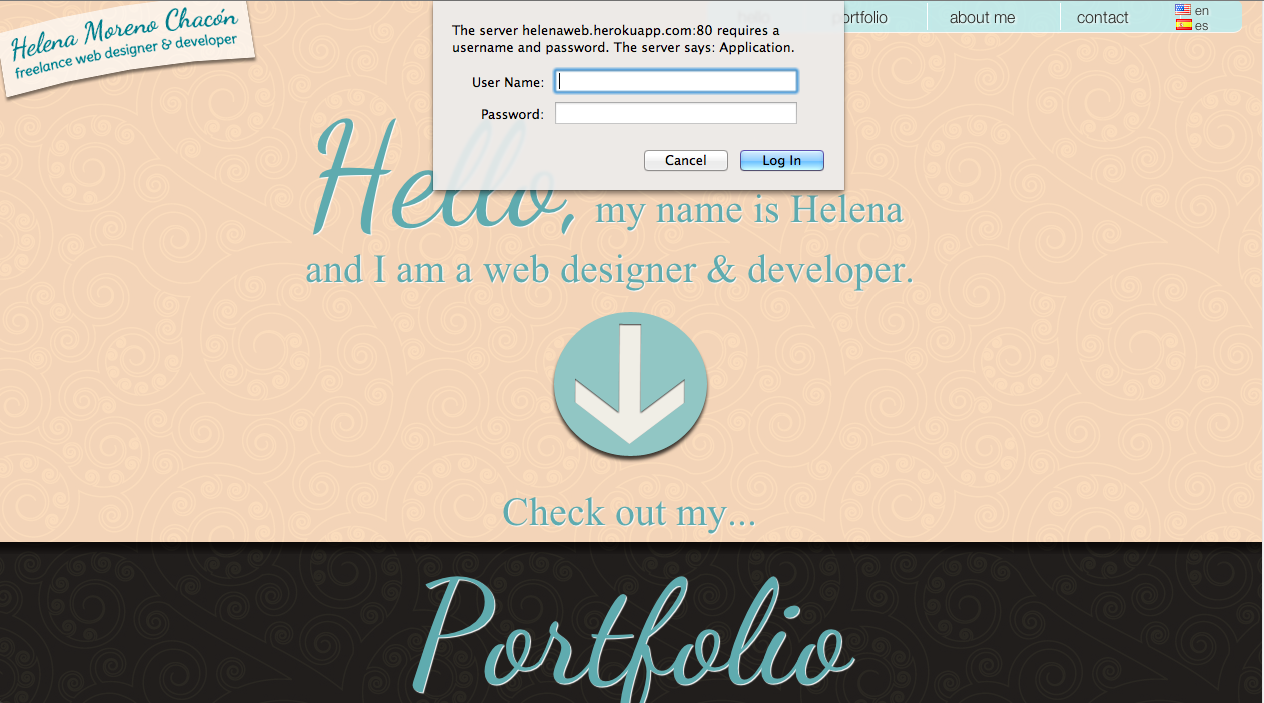 Helena Moreno Chacón
freelance web designer & developer
The server helenaweb.herokuapp.com:80 requires a
username and password. The server says: Application.
User Name:
Password:
Cancel
Log In
portfolio
about me
contact
en
es
Hello, my name is Helena
and I am a web designer & developer.
Check out my...
Portfolio